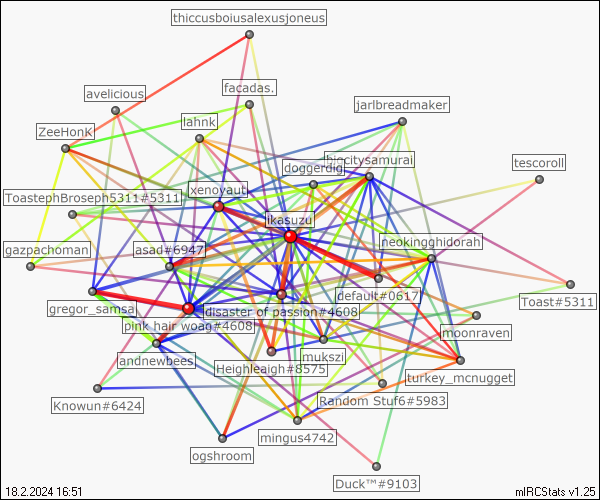 thiccusboiusalexusjoneus
avelicious
façadas.
jarlbreadmaker
ZeeHonK
lahnk
bigcitysamurai
doggerdig
tescoroll
ToastephBroseph5311#5311
xenoyaut
ikasuzu
gazpachoman
asad#6947
neokingghidorah
gregor_samsa
default#0617
Toast#5311
disaster of passion#4608
pink hair woag#4608
moonraven
andnewbees
Heighleaigh#8575
mukszi
turkey_mcnugget
Knowun#6424
Random Stuf6#5983
mingus4742
ogshroom
Duck™#9103
18.2.2024 16:51
mIRCStats v1.25